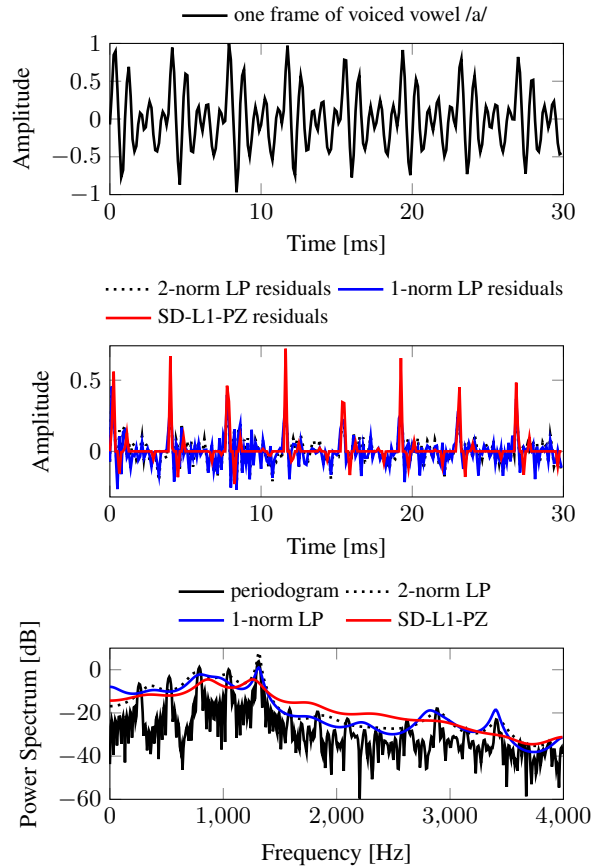 one frame of voiced vowel /a/
1
0.5
0
−0.5
−1
Amplitude
0 10 20 30
Time [ms]
2-norm LP residuals 1-norm LP residuals
SD-L1-PZ residuals
0.5
0
Amplitude
0 10 20 30
Time [ms]
periodogram 2-norm LP
1-norm LP SD-L1-PZ
0
−20
−40
−60
Power Spectrum [dB]
0 1,000 2,000 3,000 4,000
Frequency [Hz]